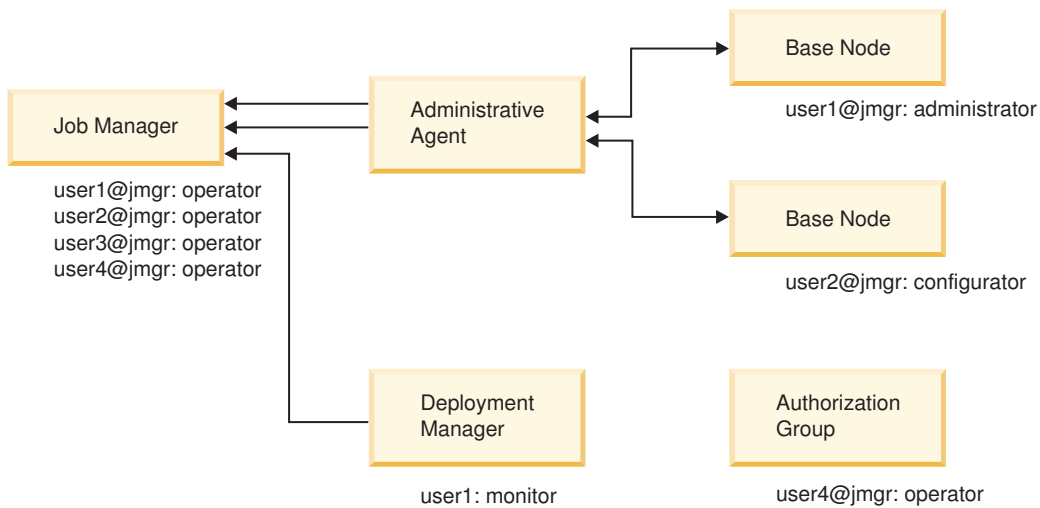 Base Node
user1@jmgr: administrator
Job Manager
user1@jmgr: operator
user2@jmgr: operator
user3@jmgr: operator
user4@jmgr: operator
Administrative
Agent
Base Node
user2@jmgr: configurator
Deployment
Manager
user1: monitor
Authorization
Group
user4@jmgr: operator